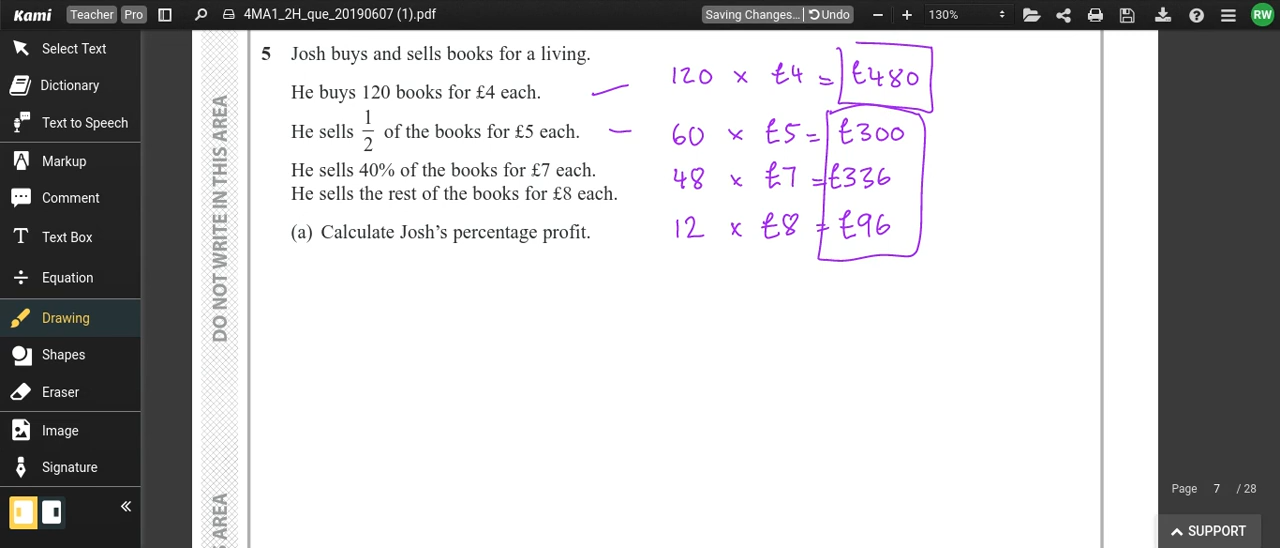 Kami
Teacher
Pro
4MA1_2H_que_20190607 (1).pdf
Saving Changes...
Undo
130%
RW
Select Text
Dictionary
Text to Speech
Markup
Comment
Text Box
Equation
Drawing
Shapes
Eraser
Image
Signature
DO NOT WRITE IN THIS AREA
S AREA
5 Josh buys and sells books for a living.
He buys 120 books for £4 each.
He sells 1/2 of the books for £5 each.
He sells 40% of the books for £7 each.
He sells the rest of the books for £8 each.
(a) Calculate Josh's percentage profit.
120 × £4 = £480
60 × £5 = £300
48 × £7 = £336
12 × £8 = £96
Page 7 / 28
SUPPORT